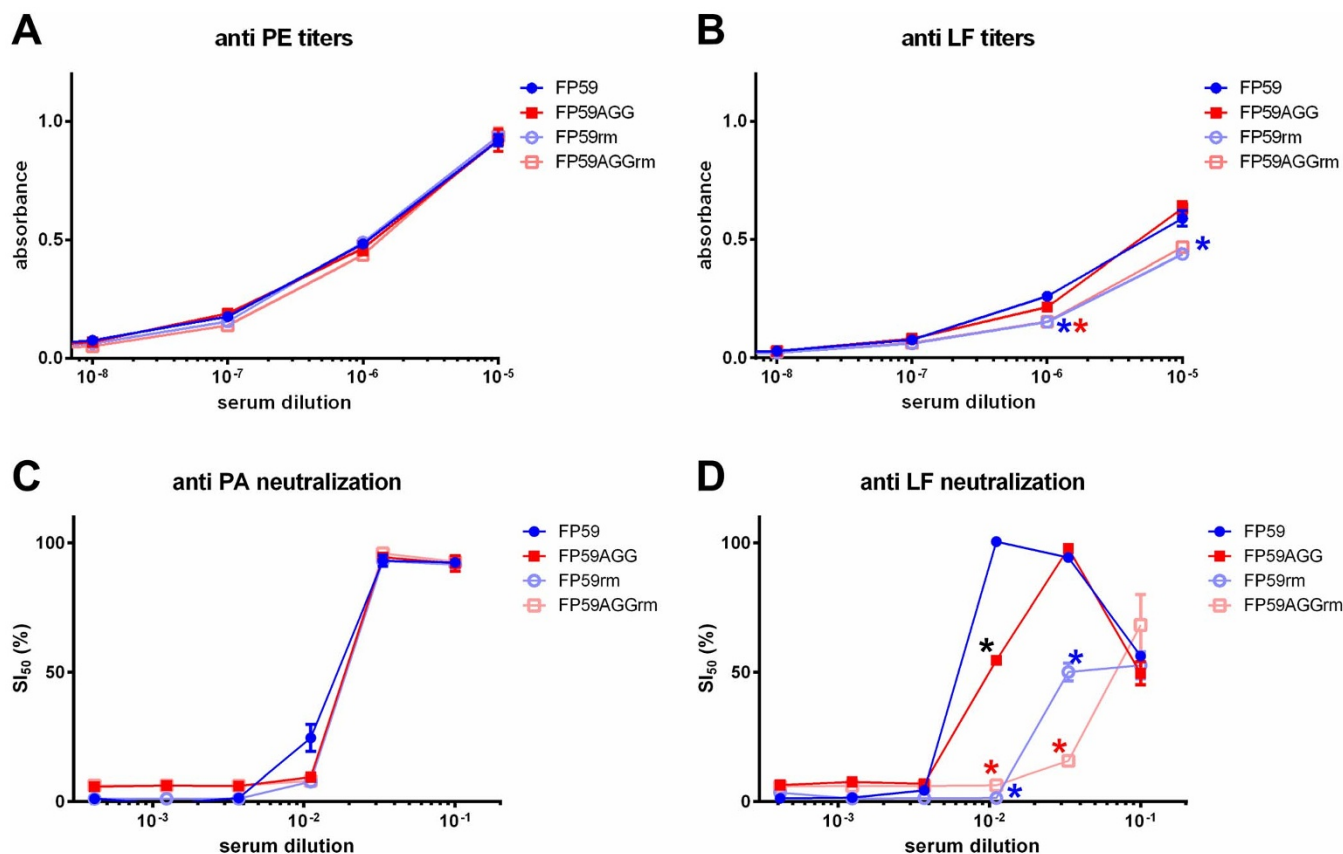 A
anti PE titers
absorbance
1.0
0.5
0.0
10⁻⁸
10⁻⁷
10⁻⁶
10⁻⁵
serum dilution
FP59
FP59AGG
FP59rm
FP59AGGrm
B
anti LF titers
absorbance
1.0
0.5
0.0
10⁻⁸
10⁻⁷
10⁻⁶
10⁻⁵
serum dilution
FP59
FP59AGG
FP59rm
FP59AGGrm
*
**
C
anti PA neutralization
SI₅₀ (%)
100
50
0
10⁻³
10⁻²
10⁻¹
serum dilution
FP59
FP59AGG
FP59rm
FP59AGGrm
D
anti LF neutralization
SI₅₀ (%)
100
50
0
10⁻³
10⁻²
10⁻¹
serum dilution
FP59
FP59AGG
FP59rm
FP59AGGrm
*
*
*
*
*